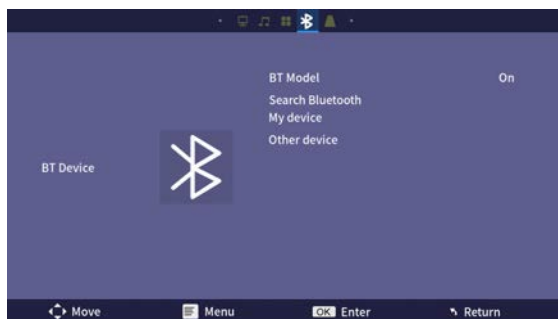 BT Model On
Search Bluetooth
My device
Other device
BT Device
Move Menu OK Enter Return